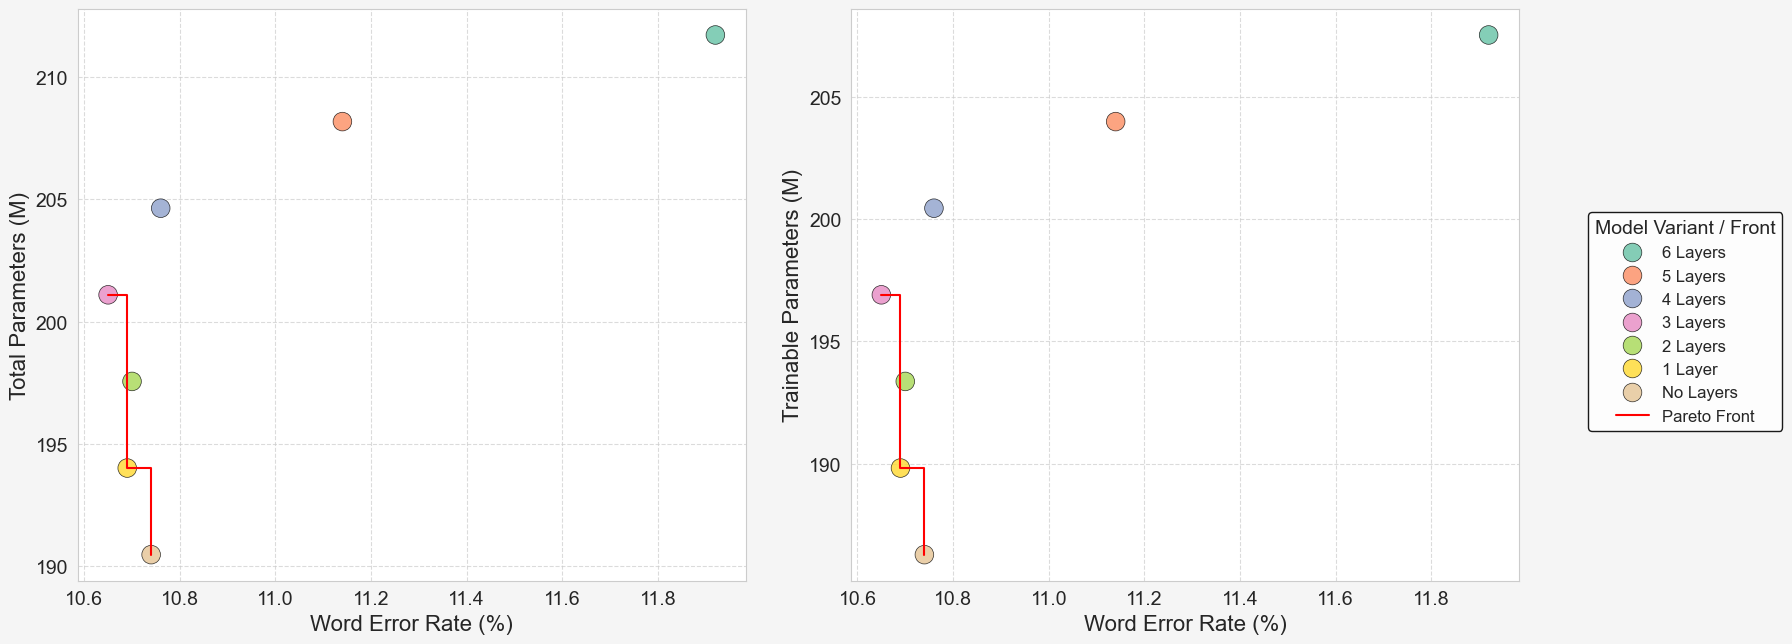 Total Parameters (M)
210
205
200
195
190
10.6 10.8 11.0 11.2 11.4 11.6 11.8
Word Error Rate (%)
Trainable Parameters (M)
205
200
195
190
10.6 10.8 11.0 11.2 11.4 11.6 11.8
Word Error Rate (%)
Model Variant / Front
6 Layers
5 Layers
4 Layers
3 Layers
2 Layers
1 Layer
No Layers
Pareto Front